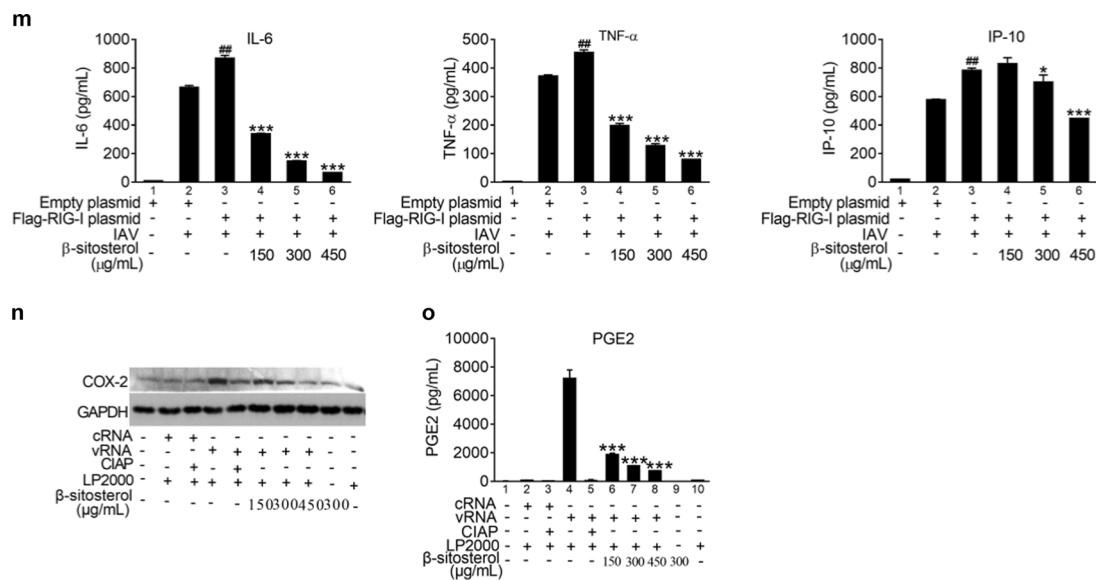 m
IL-6
IL-6 (pg/mL)
1000
800
600
400
200
0
##
***
***
***
1 2 3 4 5 6
Empty plasmid + + - - - -
Flag-RIG-I plasmid - - + + + +
IAV - + + + + +
β-sitosterol (μg/mL) - - - 150 300 450
TNF-α
TNF-α (pg/mL)
500
400
300
200
100
0
##
***
***
***
1 2 3 4 5 6
Empty plasmid + + - - - -
Flag-RIG-I plasmid - - + + + +
IAV - + + + + +
β-sitosterol (μg/mL) - - - 150 300 450
IP-10
IP-10 (pg/mL)
1000
800
600
400
200
0
##
*
***
1 2 3 4 5 6
Empty plasmid + + - - - -
Flag-RIG-I plasmid - - + + + +
IAV - + + + + +
β-sitosterol (μg/mL) - - - 150 300 450
n
COX-2
GAPDH
cRNA - + + - - - - - - -
vRNA - - - + + + + + - -
CIAP - - + - + - - - - -
LP2000 - + + + + + + + - +
β-sitosterol (μg/mL) - - - - - 150 300 450 300 -
o
PGE2
PGE2 (pg/mL)
10000
8000
6000
4000
2000
0
***
***
***
1 2 3 4 5 6 7 8 9 10
cRNA - + + - - - - - - -
vRNA - - - + + + + + - -
CIAP - - + - + - - - - -
LP2000 - + + + + + + + - +
β-sitosterol (μg/mL) - - - - - 150 300 450 300 -